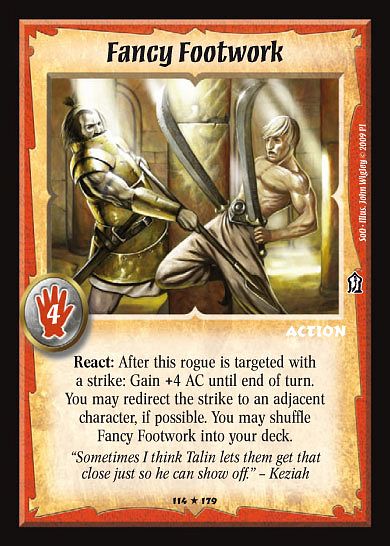 Fancy Footwork
SoD · Illus. John Wigley © 2009 P1
4
ACTION
React: After this rogue is targeted with
a strike: Gain +4 AC until end of turn.
You may redirect the strike to an adjacent
character, if possible. You may shuffle
Fancy Footwork into your deck.
“Sometimes I think Talin lets them get that
close just so he can show off.” – Keziah
114 ★ 179